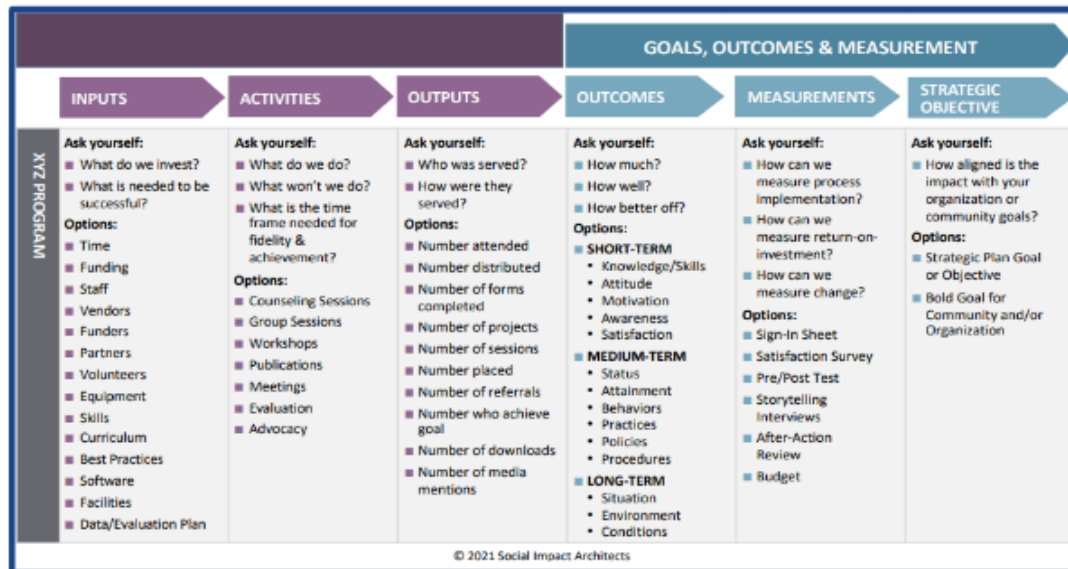 GOALS, OUTCOMES & MEASUREMENT
INPUTS
ACTIVITIES
OUTPUTS
OUTCOMES
MEASUREMENTS
STRATEGIC
OBJECTIVE
XYZ PROGRAM
Ask yourself:
What do we invest?
What is needed to be
successful?
Options:
Time
Funding
Staff
Vendors
Funders
Partners
Volunteers
Equipment
Skills
Curriculum
Best Practices
Software
Facilities
Data/Evaluation Plan
Ask yourself:
What do we do?
What won't we do?
What is the time
frame needed for
fidelity &
achievement?
Options:
Counseling Sessions
Group Sessions
Workshops
Publications
Meetings
Evaluation
Advocacy
Ask yourself:
Who was served?
How were they
served?
Options:
Number attended
Number distributed
Number of forms
completed
Number of projects
Number of sessions
Number placed
Number of referrals
Number who achieve
goal
Number of downloads
Number of media
mentions
Ask yourself:
How much?
How well?
How better off?
Options:
SHORT-TERM
Knowledge/Skills
Attitude
Motivation
Awareness
Satisfaction
MEDIUM-TERM
Status
Attainment
Behaviors
Practices
Policies
Procedures
LONG-TERM
Situation
Environment
Conditions
Ask yourself:
How can we
measure process
implementation?
How can we
measure return-on-
investment?
How can we
measure change?
Options:
Sign-In Sheet
Satisfaction Survey
Pre/Post Test
Storytelling
Interviews
After-Action
Review
Budget
Ask yourself:
How aligned is the
impact with your
organization or
community goals?
Options:
Strategic Plan Goal
or Objective
Bold Goal for
Community and/or
Organization
© 2021 Social Impact Architects